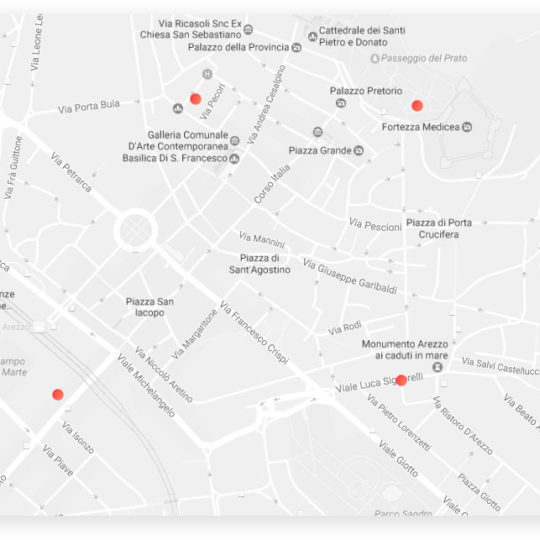 Via Ricasoli Snc Ex
Chiesa San Sebastiano
Palazzo della Provincia
Cattedrale dei Santi
Pietro e Donato
Passeggio del Prato
Via Leone Leo
H
Via Porta Buia
Via Pecori
Via Andrea Cesalpino
Palazzo Pretorio
Fortezza Medicea
Galleria Comunale
D'Arte Contemporanea
Basilica Di S. Francesco
Piazza Grande
Via Frà Guittone
Via Petrarca
Corso Italia
Via Pescioni
Piazza di Porta
Crucifera
Via Mannini
Piazza di
Sant'Agostino
Via Giuseppe Garibaldi
Piazza San
Iacopo
Via Margaritone
Via Francesco Crispi
Via Rodi
Arezzo
Monumento Arezzo
ai caduti in mare
Via Salvi Castellucci
Via Niccolò Aretino
Viale Michelangelo
Viale Luca Signorelli
Via Beato A
ampo
Marte
Via Pietro Lorenzetti
Via Ristoro D'Arezzo
Via Isonzo
Via Piave
Viale Giotto
Piazza Giotto
Parco Sandro